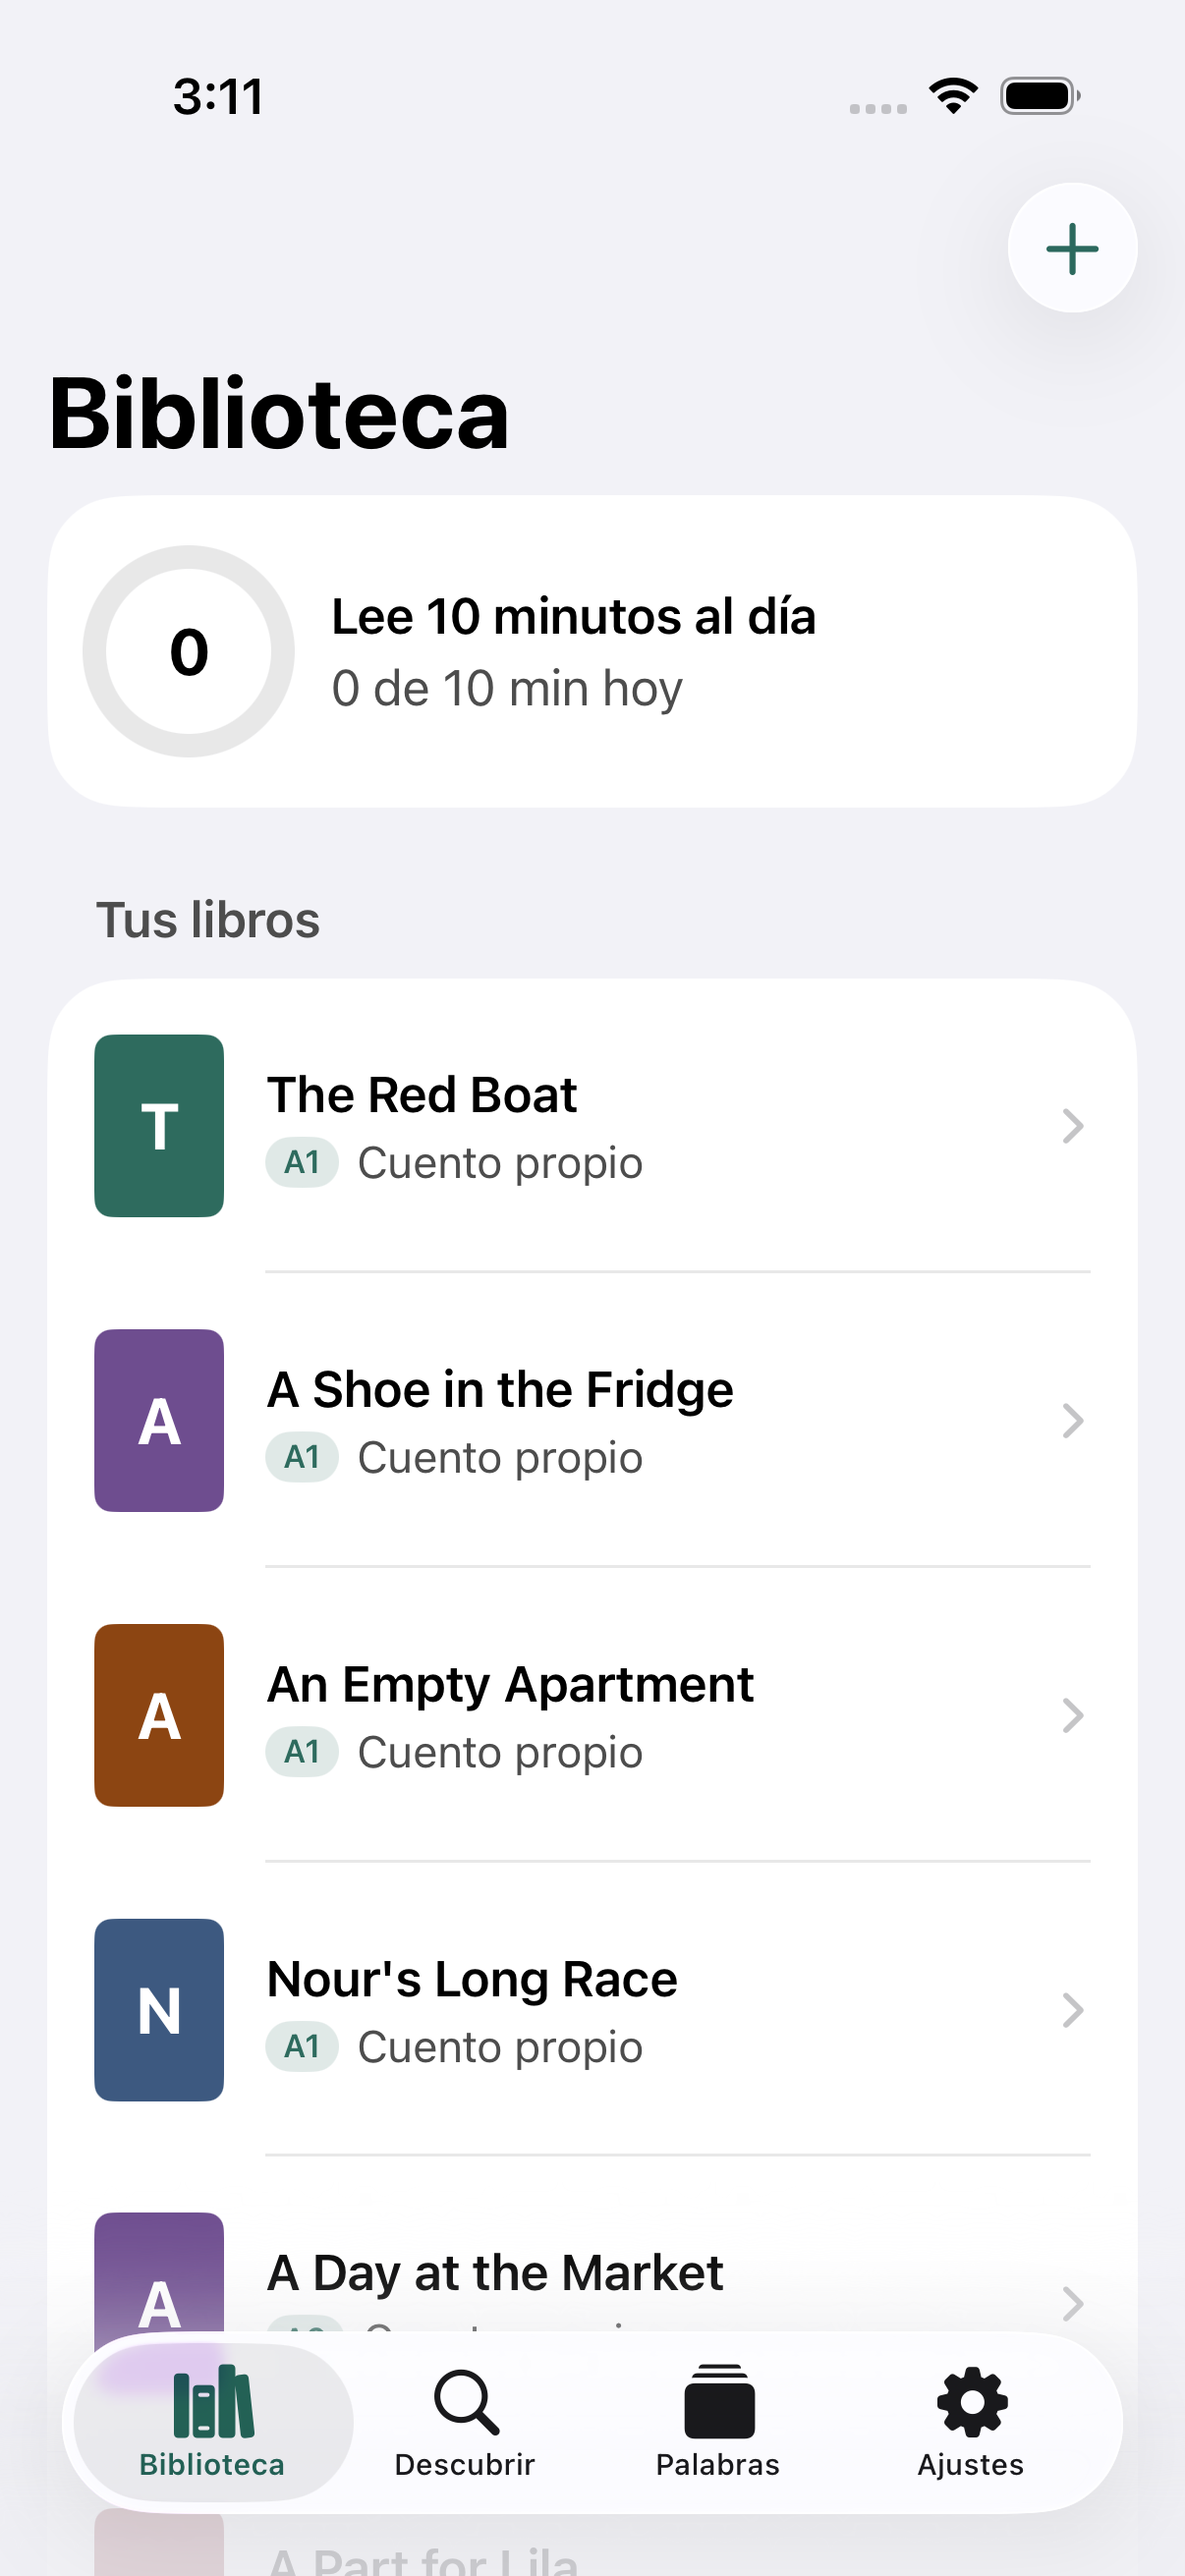 3:11
Biblioteca
0
Lee 10 minutos al día
0 de 10 min hoy
Tus libros
T
The Red Boat
A1 Cuento propio
A
A Shoe in the Fridge
A1 Cuento propio
A
An Empty Apartment
A1 Cuento propio
N
Nour's Long Race
A1 Cuento propio
A
A Day at the Market
Biblioteca
Descubrir
Palabras
Ajustes
A Part for Lila